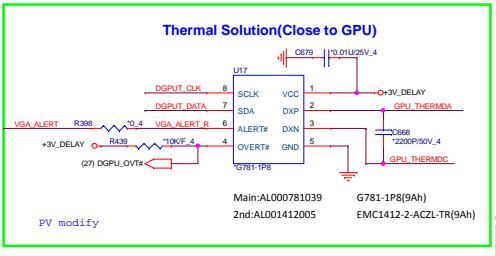 Thermal Solution(Close to GPU)
C679 *0.01U/25V_4
U17
DGPUT_CLK 8 SCLK VCC 1 +3V_DELAY
DGPUT_DATA 7 SDA DXP 2 GPU_THERMDA
VGA_ALERT R398 *0_4 VGA_ALERT_R 6 ALERT# DXN 3
C668
*2200P/50V_4
+3V_DELAY R439 *10K/F_4 4 OVERT# GND 5
GPU_THERMDC
(27) DGPU_OVT#
*G781-1P8
Main:AL000781039 G781-1P8(9Ah)
2nd:AL001412005 EMC1412-2-ACZL-TR(9Ah)
PV modify